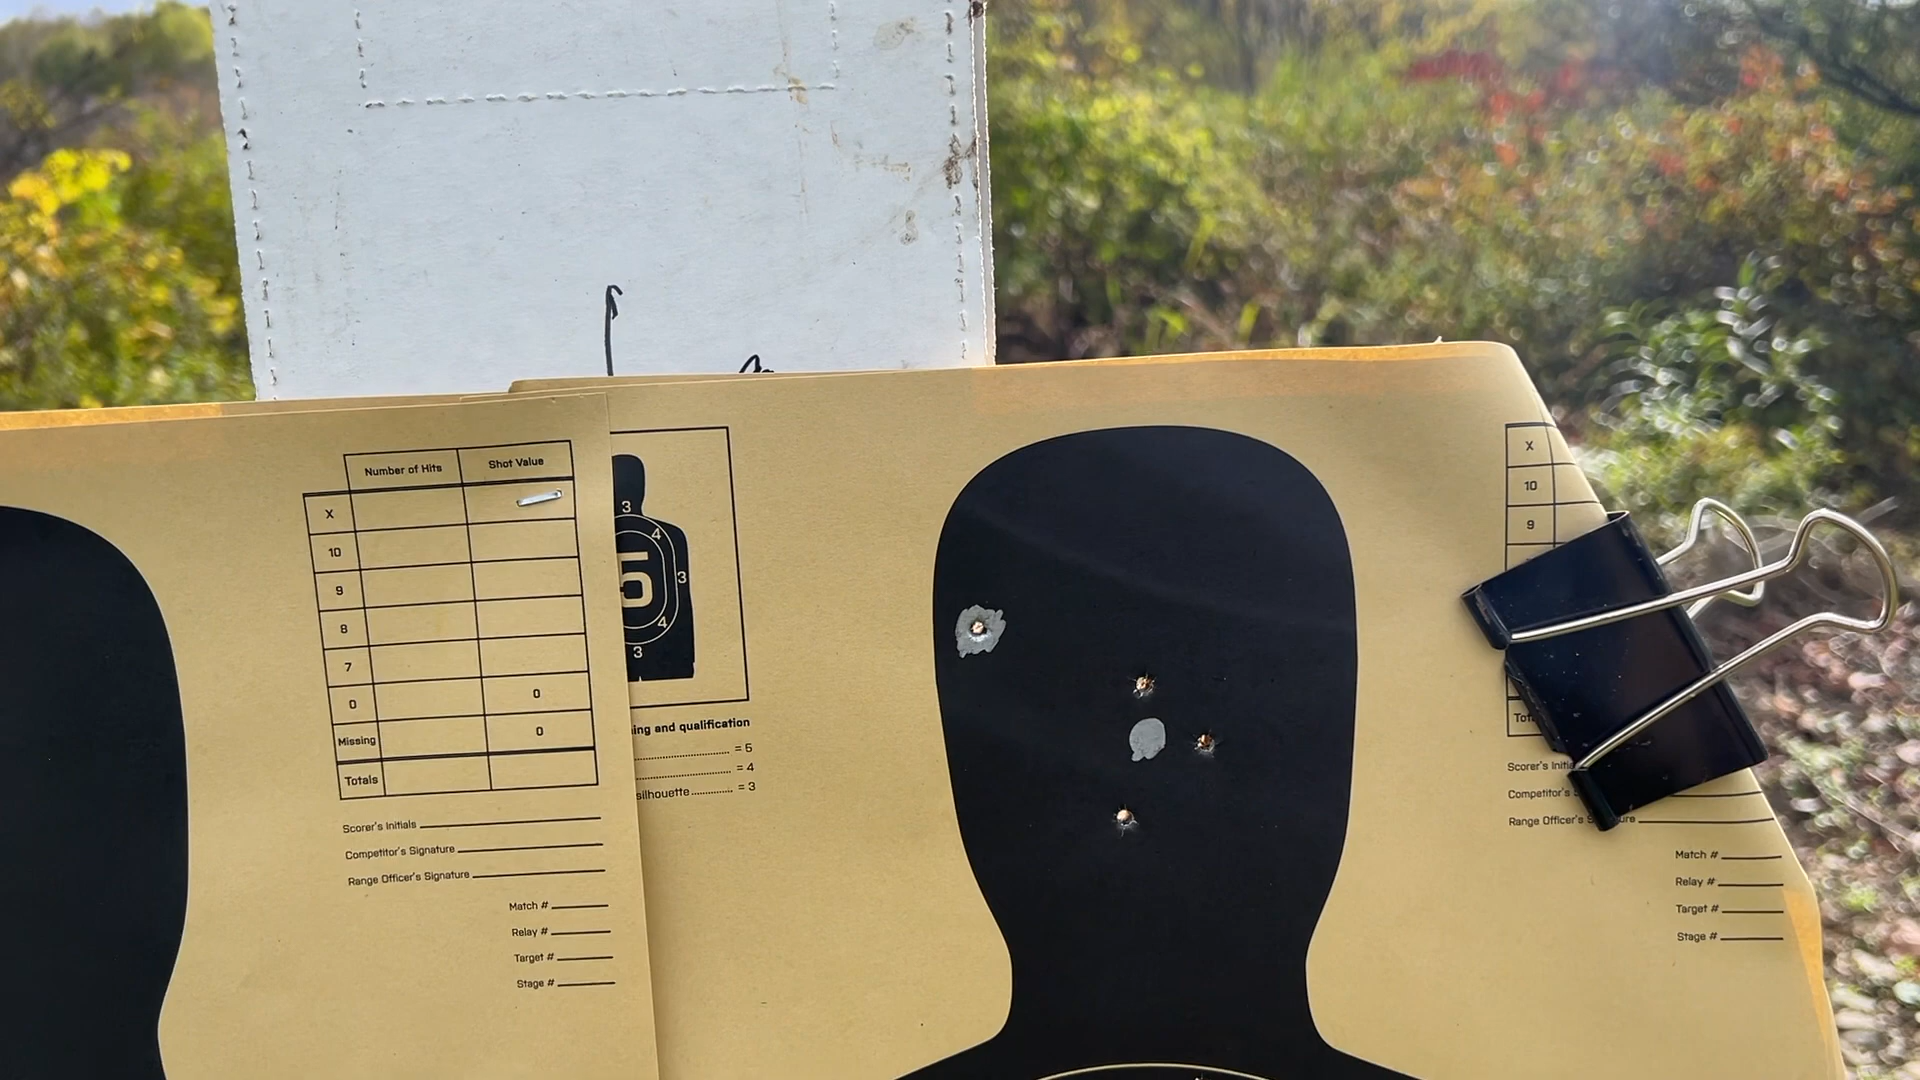 Number of Hits Shot Value
X
10
9
8
7
0 0
Missing 0
Totals
Scorer's Initials
Competitor's Signature
Range Officer's Signature
Match #
Relay #
Target #
Stage #
3
4
5
3
4
3
and qualification
= 5
= 4
silhouette = 3
X
10
9
Scorer's
Competitor's
Range Officer's
Match #
Relay #
Target #
Stage #